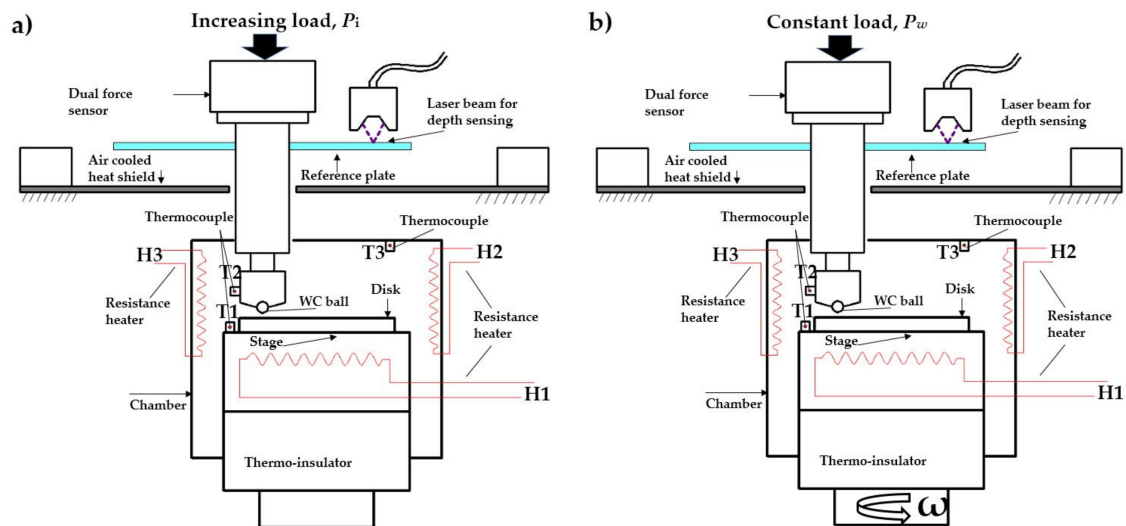 a)
Increasing load, Pi
Dual force
sensor
Laser beam for
depth sensing
Air cooled
heat shield
Reference plate
Thermocouple
Thermocouple
H3
T2
T3
H2
Resistance
heater
T1
WC ball
Disk
Stage
Resistance
heater
H1
Chamber
Thermo-insulator
b)
Constant load, Pw
Dual force
sensor
Laser beam for
depth sensing
Air cooled
heat shield
Reference plate
Thermocouple
Thermocouple
H3
T2
T3
H2
Resistance
heater
T1
WC ball
Disk
Stage
Resistance
heater
H1
Chamber
Thermo-insulator
ω